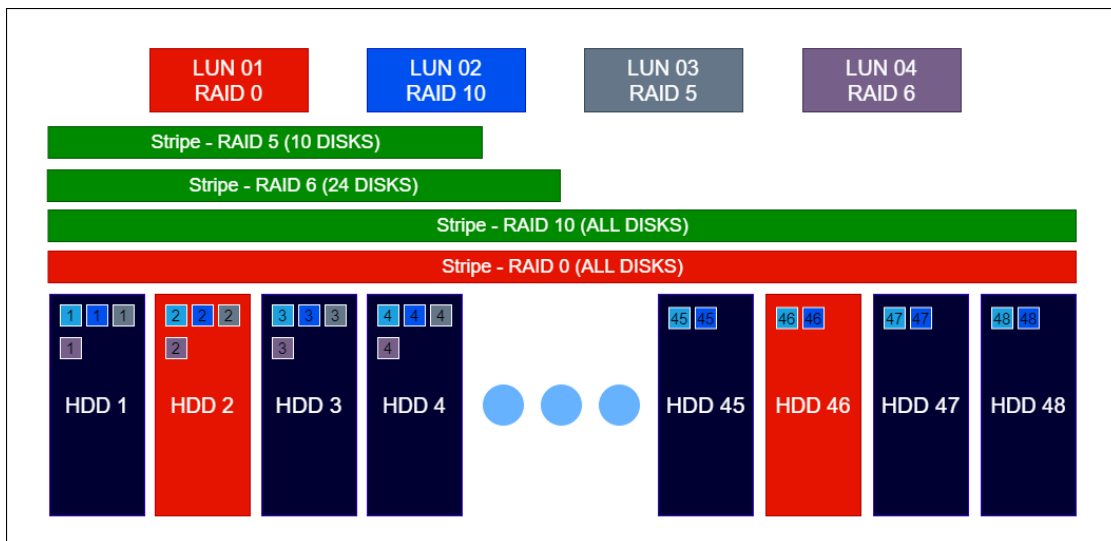 LUN 01
RAID 0
LUN 02
RAID 10
LUN 03
RAID 5
LUN 04
RAID 6
Stripe - RAID 5 (10 DISKS)
Stripe - RAID 6 (24 DISKS)
Stripe - RAID 10 (ALL DISKS)
Stripe - RAID 0 (ALL DISKS)
1 1 1
1
HDD 1
2 2 2
2
HDD 2
3 3 3
3
HDD 3
4 4 4
4
HDD 4
45 45
HDD 45
46 46
HDD 46
47 47
HDD 47
48 48
HDD 48